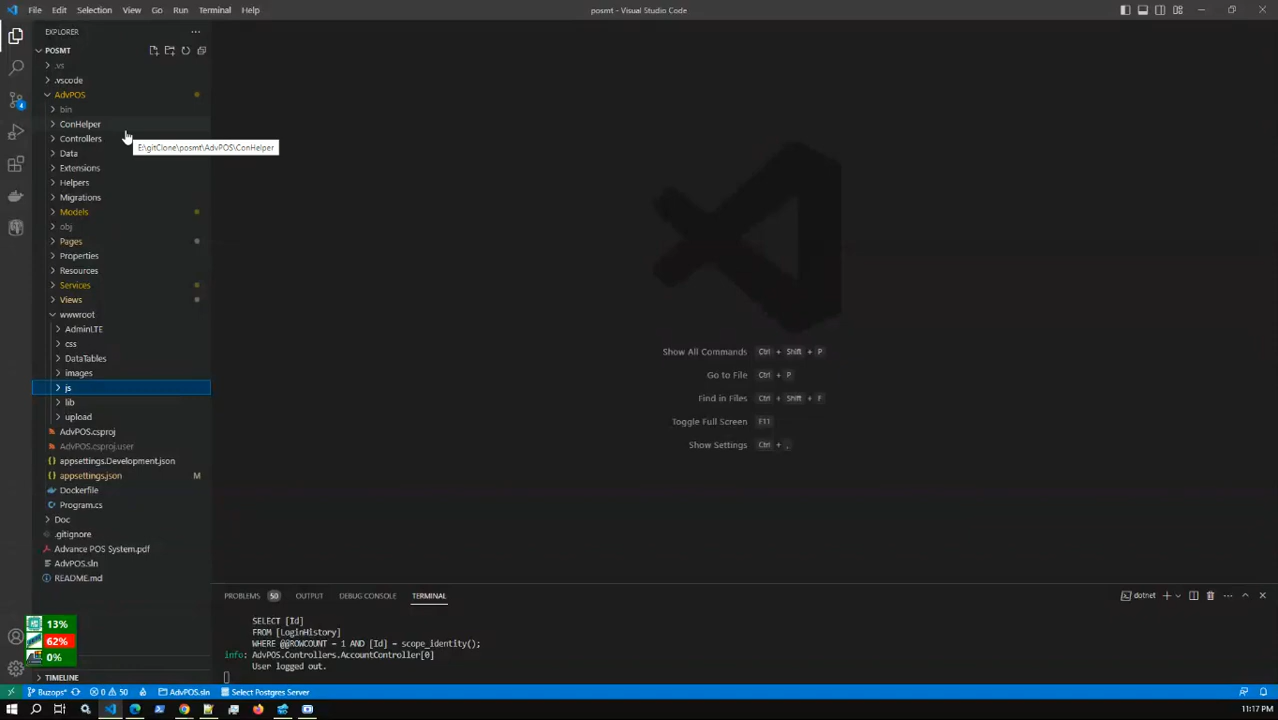 File Edit Selection View Go Run Terminal Help
posmt - Visual Studio Code
EXPLORER
POSMT
.vs
.vscode
AdvPOS
bin
ConHelper
Controllers
E:\gitClone\posmt\AdvPOS\ConHelper
Data
Extensions
Helpers
Migrations
Models
obj
Pages
Properties
Resources
Services
Views
wwwroot
AdminLTE
css
DataTables
images
js
lib
upload
AdvPOS.csproj
AdvPOS.csproj.user
appsettings.Development.json
appsettings.json M
Dockerfile
Program.cs
Doc
.gitignore
Advance POS System.pdf
AdvPOS.sln
README.md
4
Show All Commands Ctrl + Shift + P
Go to File Ctrl + P
Find in Files Ctrl + Shift + F
Toggle Full Screen F11
Show Settings Ctrl + ,
PROBLEMS 50 OUTPUT DEBUG CONSOLE TERMINAL
dotnet
SELECT [Id]
FROM [LoginHistory]
WHERE @@ROWCOUNT = 1 AND [Id] = scope_identity();
info: AdvPOS.Controllers.AccountController[0]
User logged out.
13%
62%
0%
TIMELINE
Buzops* 0 50 AdvPOS.sln Select Postgres Server
11:17 PM